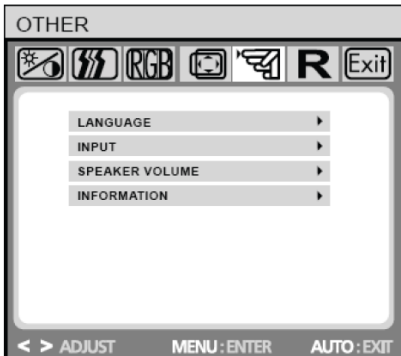 OTHER
RGB R Exit
LANGUAGE
INPUT
SPEAKER VOLUME
INFORMATION
< > ADJUST MENU : ENTER AUTO : EXIT